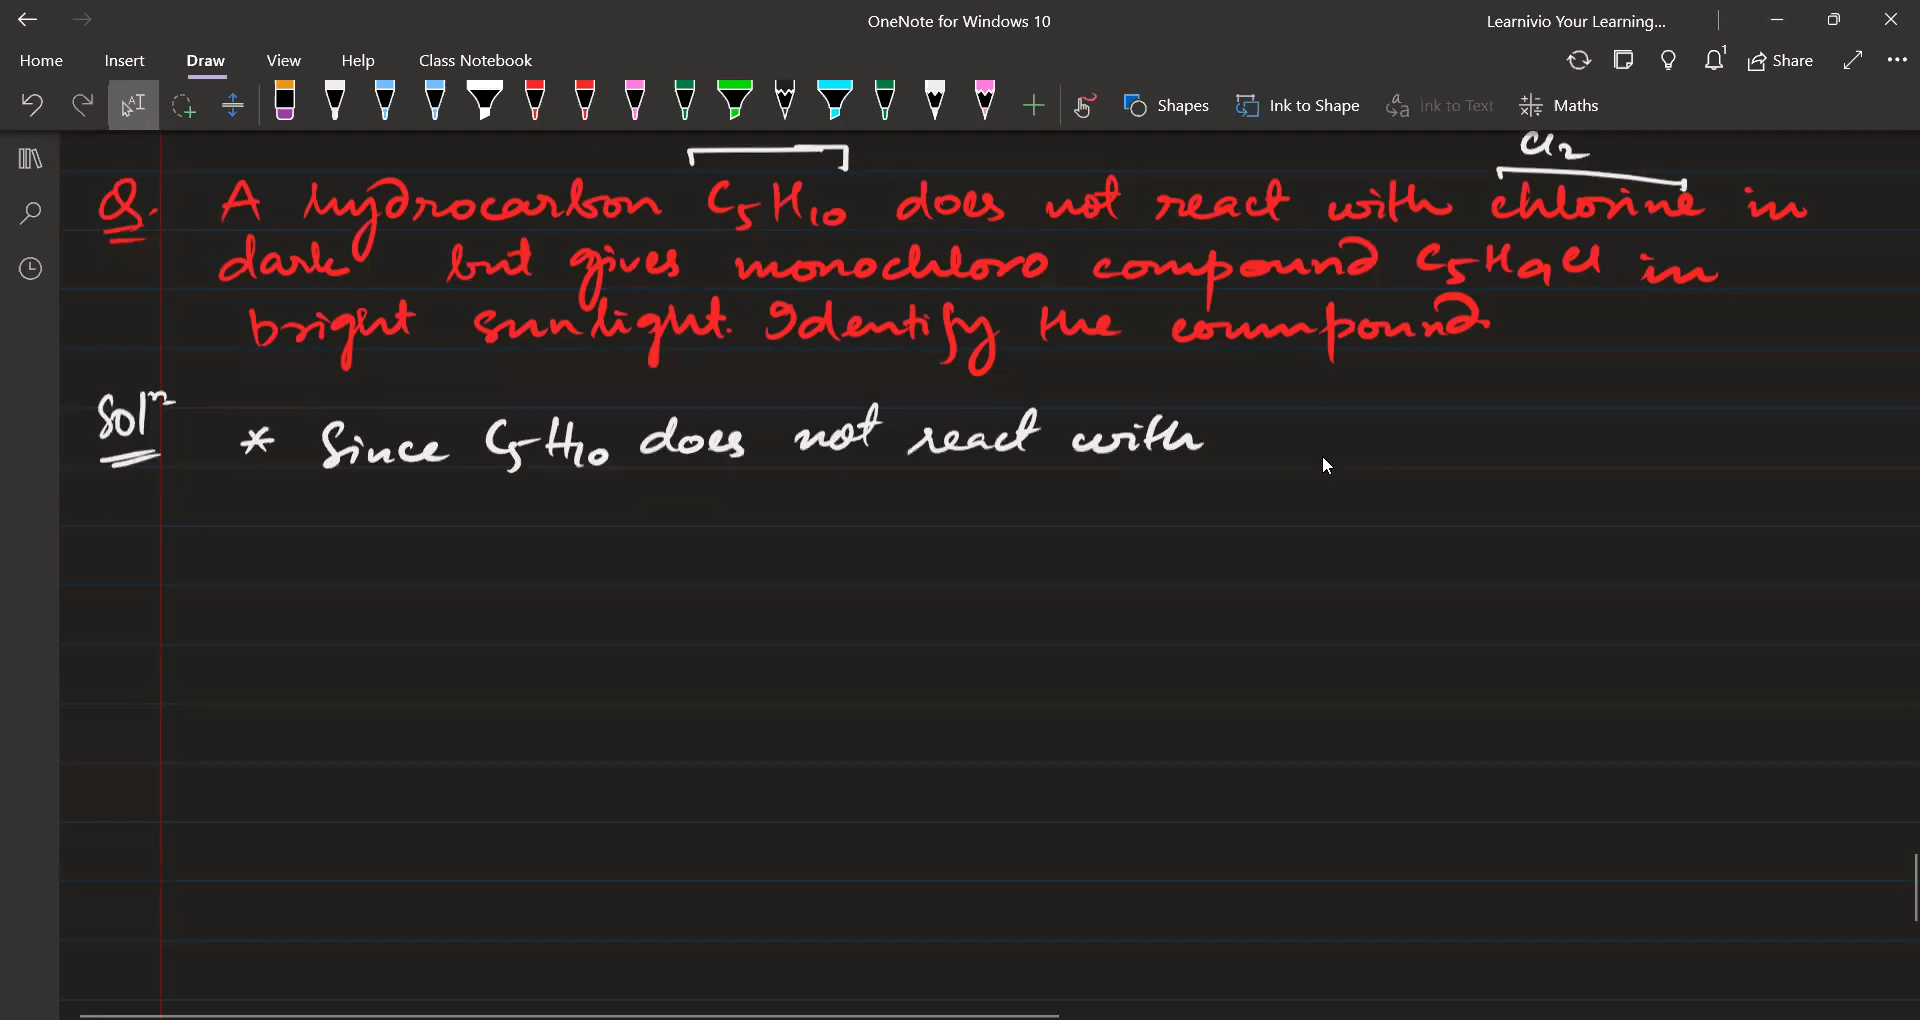 OneNote for Windows 10
Learnivio Your Learning...
Home Insert Draw View Help Class Notebook
1
Share
Shapes Ink to Shape Ink to Text Maths
Cl2
Q. A hydrocarbon C5H10 does not react with chlorine in
dark but gives monochloro compound C5H9Cl in
bright sunlight. Identify the compound
Solⁿ * Since C5H10 does not react with